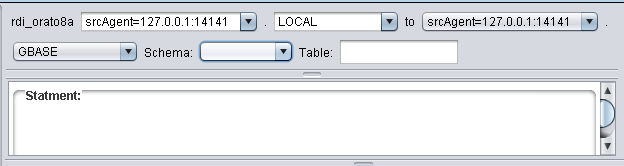 rdi_orato8a srcAgent=127.0.0.1:14141 . LOCAL to srcAgent=127.0.0.1:14141 .
GBASE Schema: Table:
Statment: